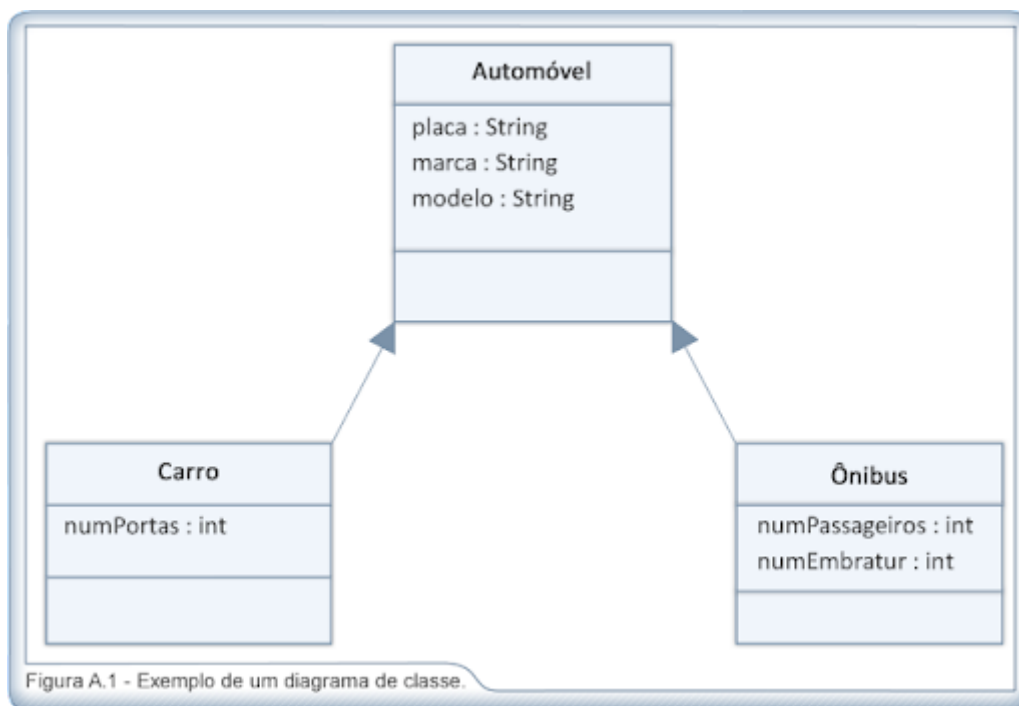 Automóvel
placa : String
marca : String
modelo : String
Carro
numPortas : int
Ônibus
numPassageiros : int
numEmbratur : int
Figura A.1 - Exemplo de um diagrama de classe.